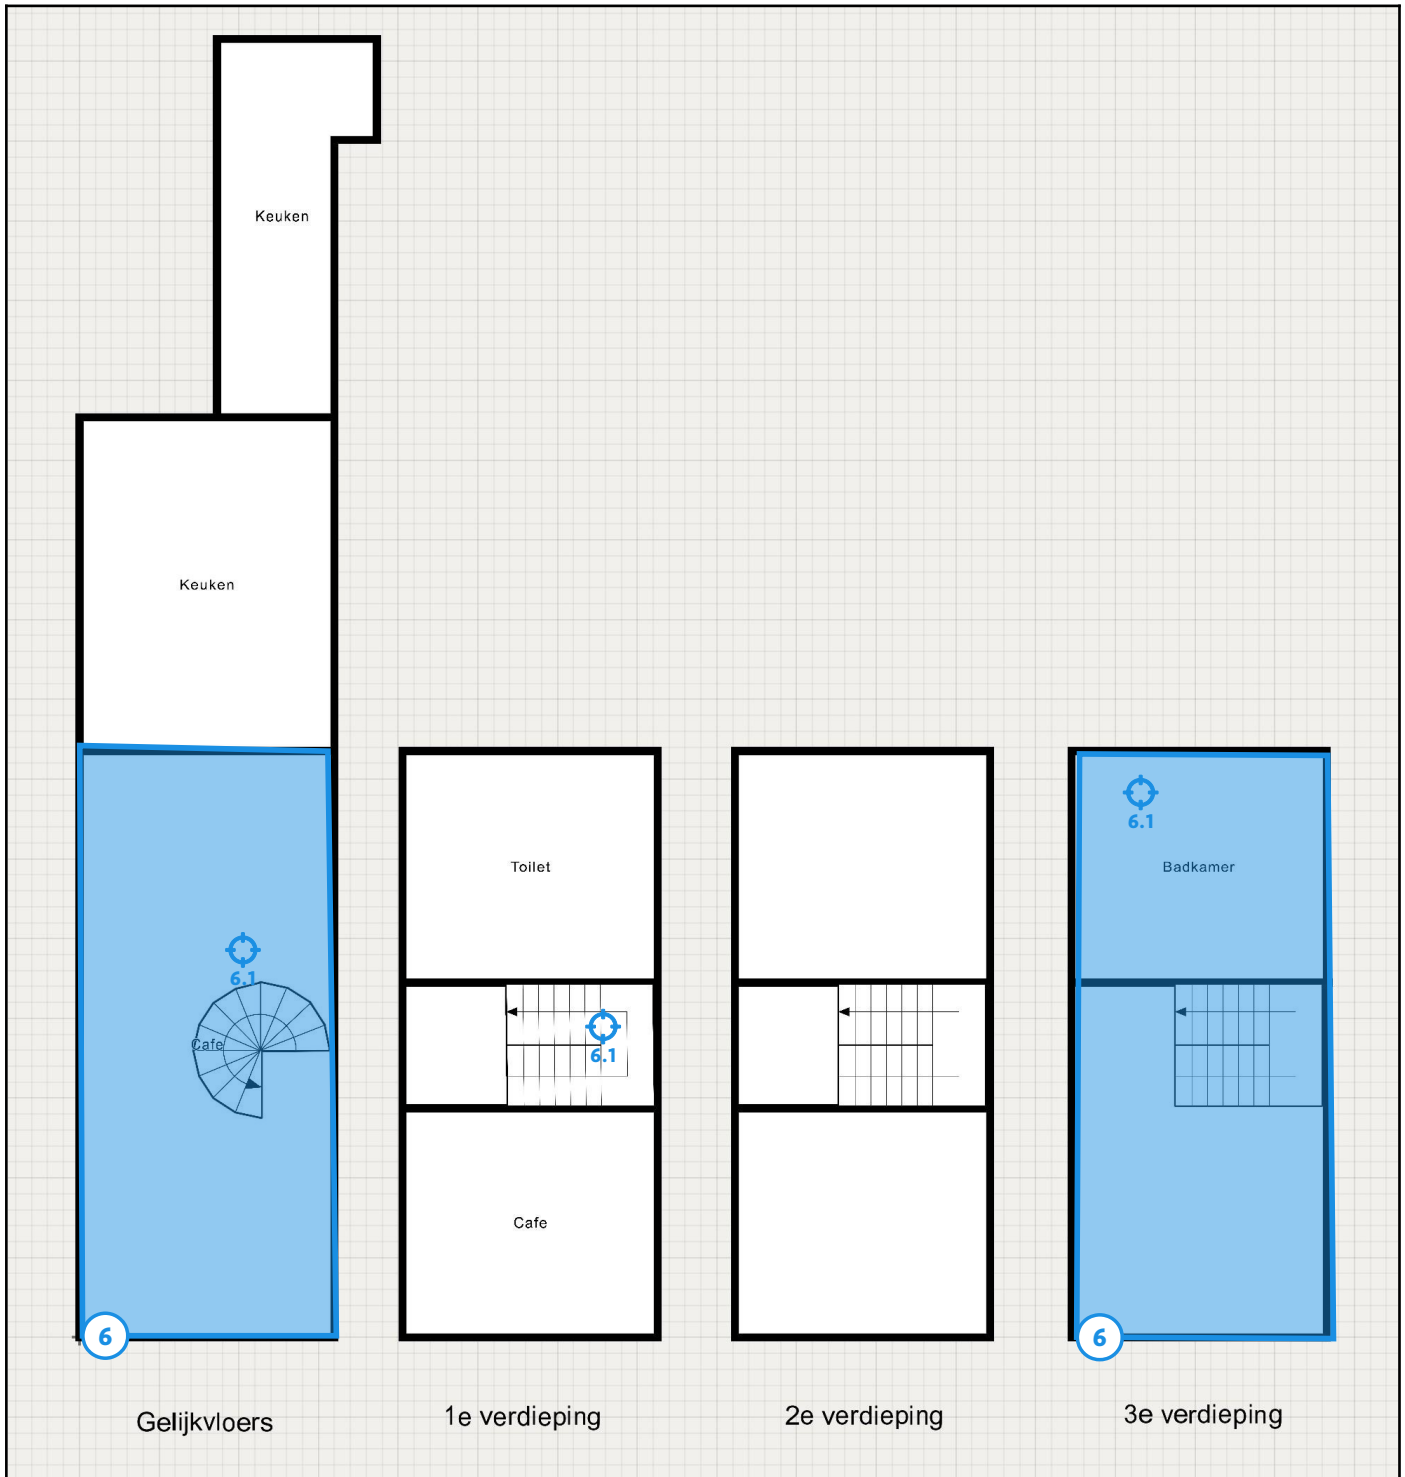 Keuken
Keuken
6.1
Cafe
6
Gelijkvloers
Toilet
6.1
Cafe
1e verdieping
2e verdieping
6.1
Badkamer
6
3e verdieping